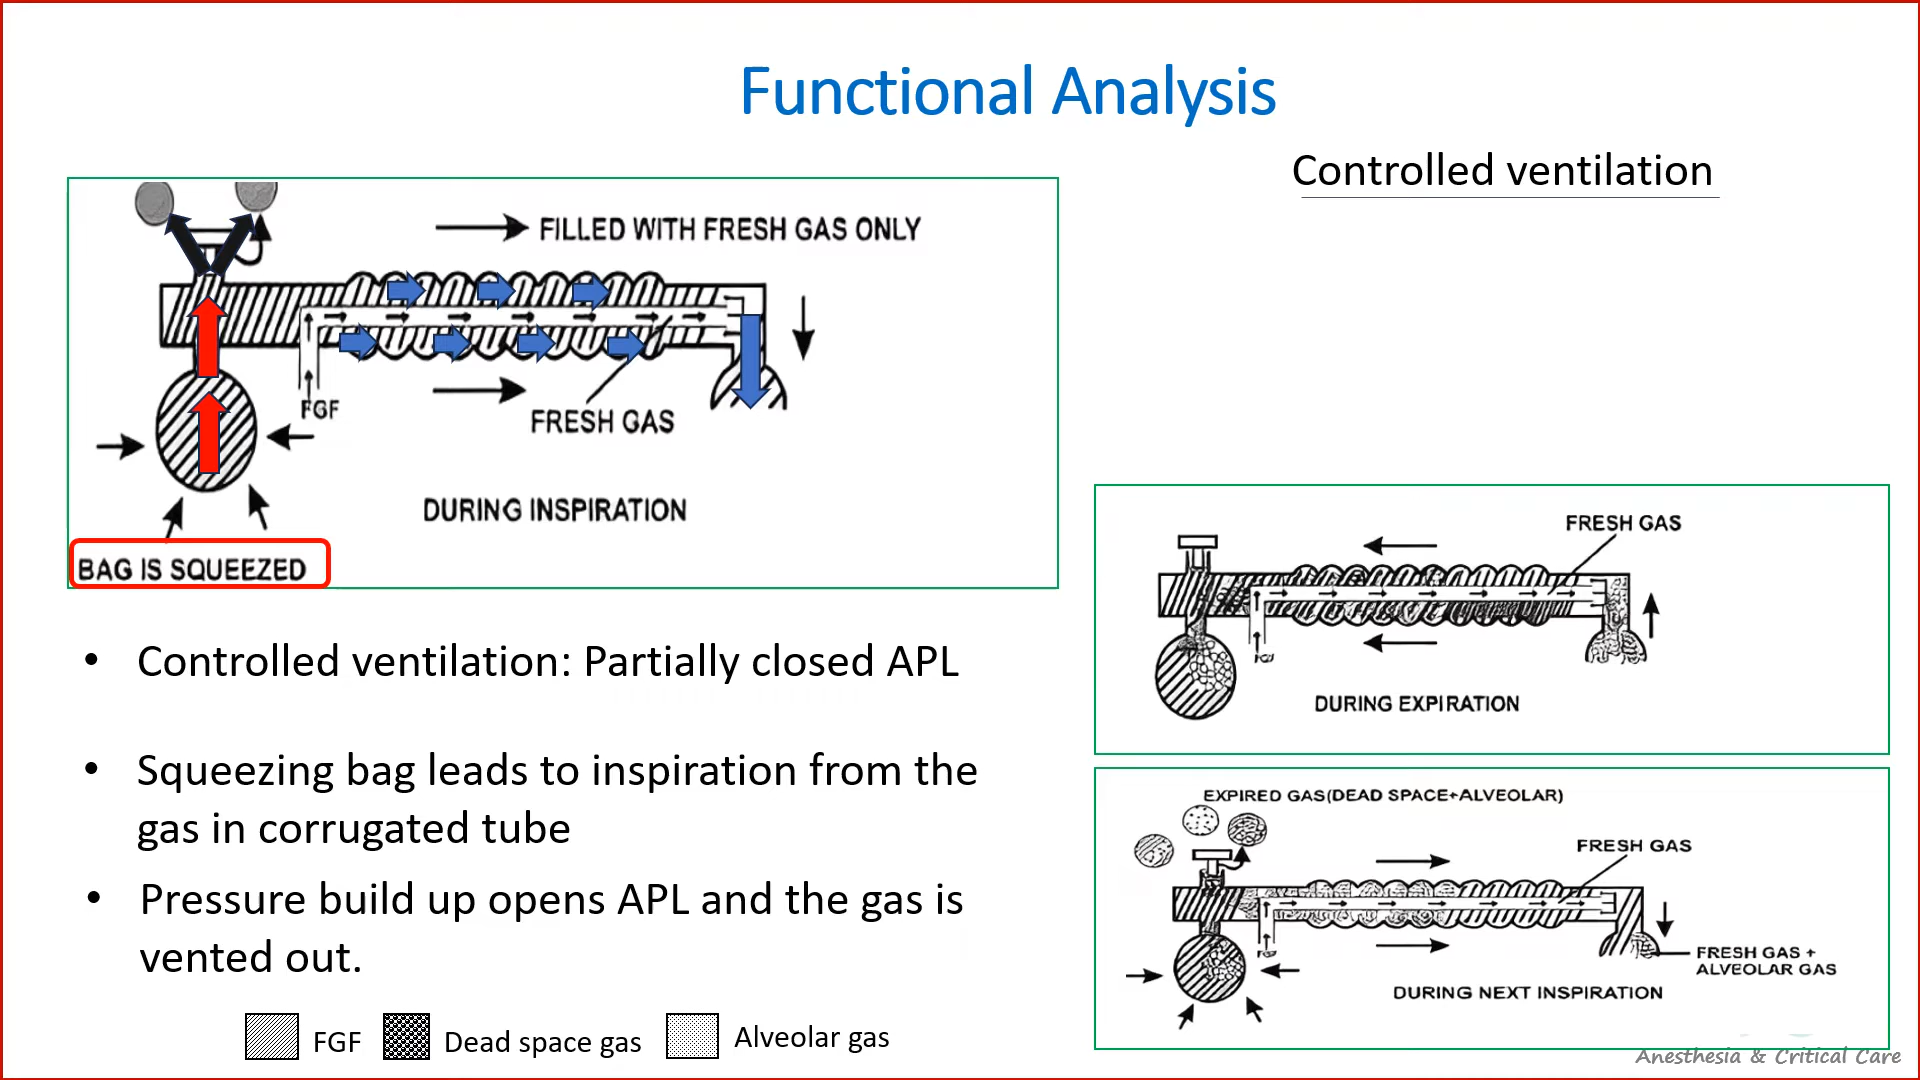 Functional Analysis
Controlled ventilation
FILLED WITH FRESH GAS ONLY
FGF
FRESH GAS
DURING INSPIRATION
BAG IS SQUEEZED
• Controlled ventilation: Partially closed APL
• Squeezing bag leads to inspiration from the
gas in corrugated tube
• Pressure build up opens APL and the gas is
vented out.
FGF
Dead space gas
Alveolar gas
FRESH GAS
DURING EXPIRATION
EXPIRED GAS(DEAD SPACE+ALVEOLAR)
FRESH GAS
FRESH GAS +
ALVEOLAR GAS
DURING NEXT INSPIRATION
Anesthesia & Critical Care